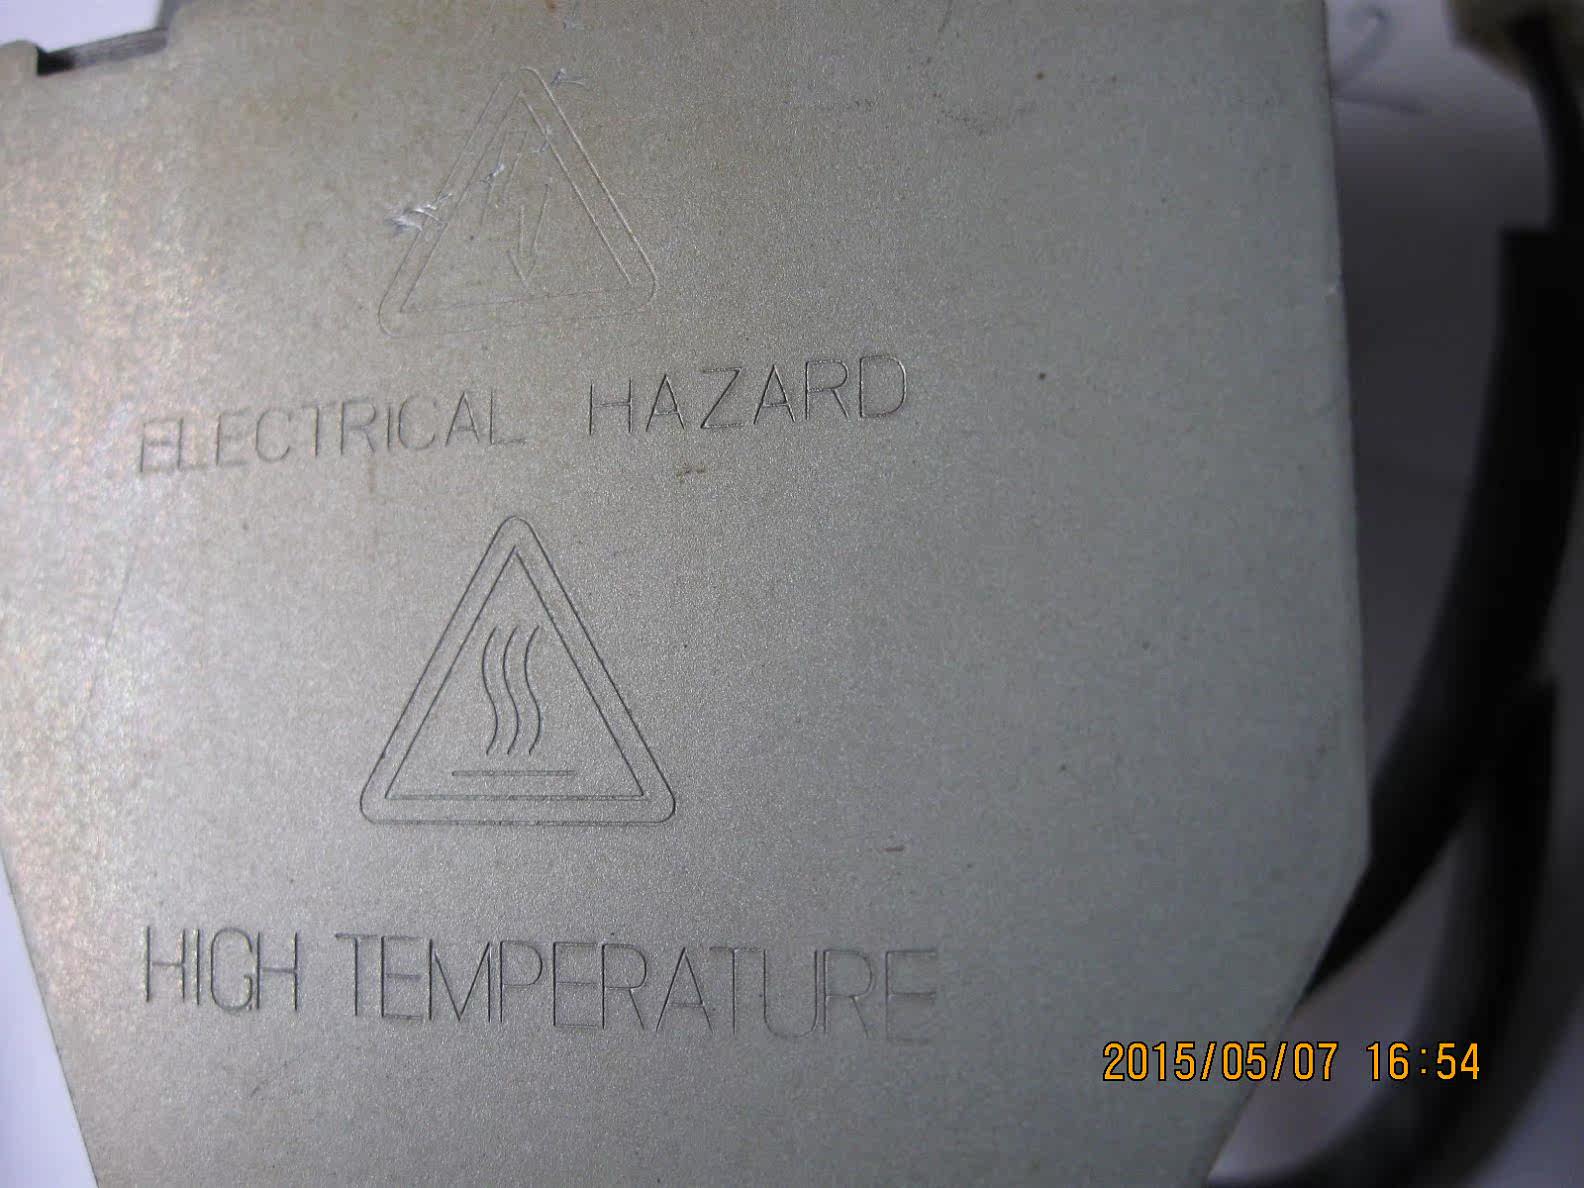 ELECTRICAL HAZARD
HIGH TEMPERATURE
2015/05/07 16:54